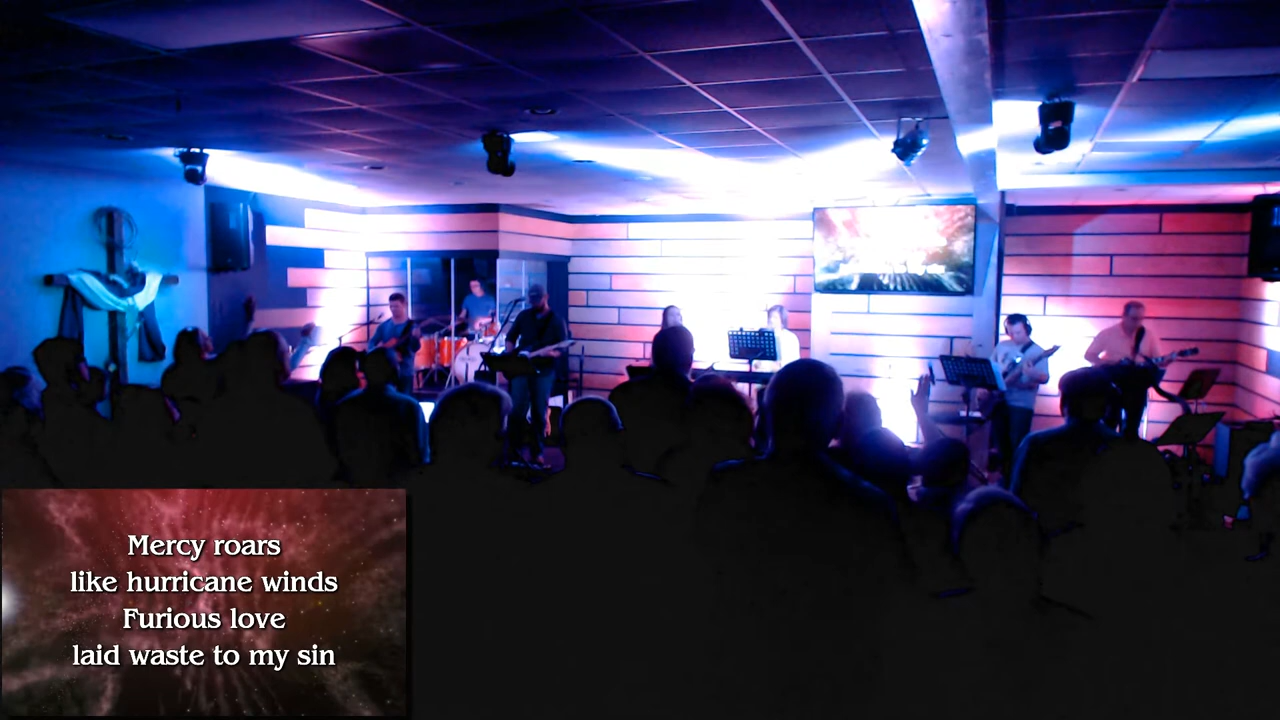 Mercy roars
like hurricane winds
Furious love
laid waste to my sin